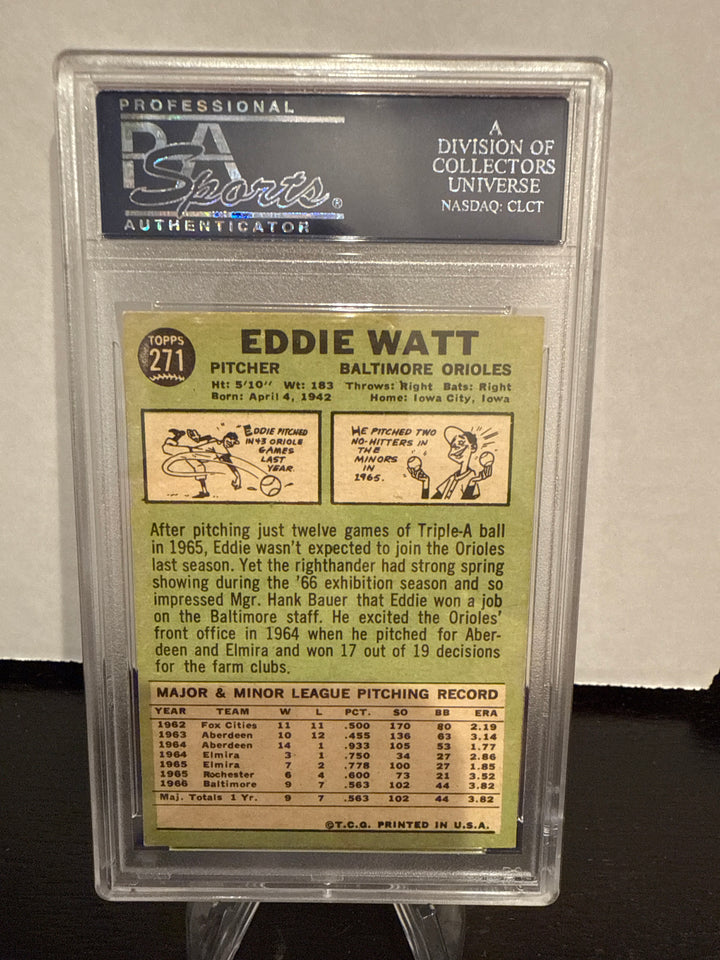 PROFESSIONAL
PSA
Sports®
AUTHENTICATOR
A
DIVISION OF
COLLECTORS
UNIVERSE
NASDAQ: CLCT
TOPPS
271
EDDIE WATT
PITCHER BALTIMORE ORIOLES
Ht: 5'10" Wt: 183 Throws: Right Bats: Right
Born: April 4, 1942 Home: Iowa City, Iowa
EDDIE PITCHED
IN 43 ORIOLE
GAMES
LAST
YEAR.
HE PITCHED TWO
NO-HITTERS IN
THE
MINORS
IN
1965.
After pitching just twelve games of Triple-A ball
in 1965, Eddie wasn't expected to join the Orioles
last season. Yet the righthander had strong spring
showing during the '66 exhibition season and so
impressed Mgr. Hank Bauer that Eddie won a job
on the Baltimore staff. He excited the Orioles'
front office in 1964 when he pitched for Aber-
deen and Elmira and won 17 out of 19 decisions
for the farm clubs.
MAJOR & MINOR LEAGUE PITCHING RECORD
YEAR TEAM W L PCT. SO BB ERA
1962 Fox Cities 11 11 .500 170 80 2.19
1963 Aberdeen 10 12 .455 136 63 3.14
1964 Aberdeen 14 1 .933 105 53 1.77
1964 Elmira 3 1 .750 34 27 2.86
1965 Elmira 7 2 .778 100 27 1.85
1965 Rochester 6 4 .600 73 21 3.52
1966 Baltimore 9 7 .563 102 44 3.82
Maj. Totals 1 Yr. 9 7 .563 102 44 3.82
©T.C.G. PRINTED IN U.S.A.